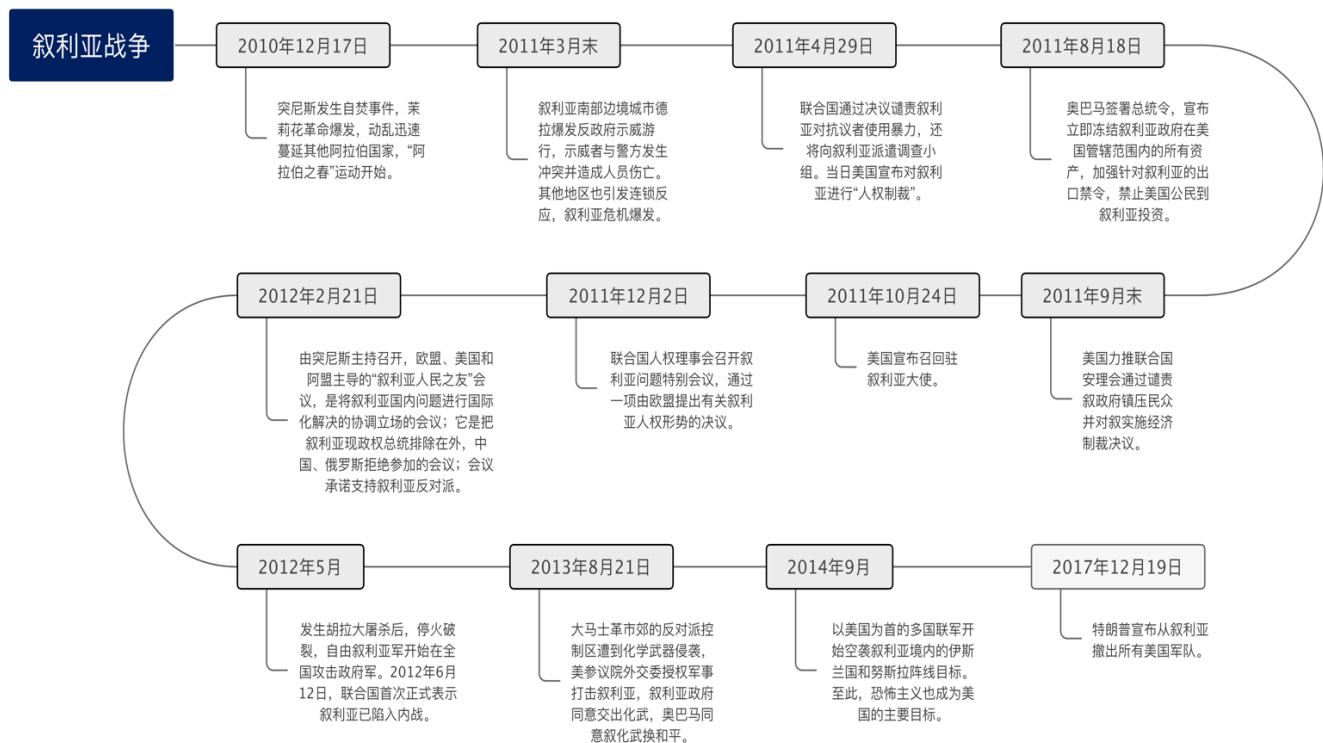 叙利亚战争
2010年12月17日
突尼斯发生自焚事件，茉
莉花革命爆发，动乱迅速
蔓延其他阿拉伯国家，“阿
拉伯之春”运动开始。
2011年3月末
叙利亚南部边境城市德
拉爆发反政府示威游
行，示威者与警方发生
冲突并造成人员伤亡。
其他地区也引发连锁反
应，叙利亚危机爆发。
2011年4月29日
联合国通过决议谴责叙利
亚对抗议者使用暴力，还
将向叙利亚派遣调查小
组。当日美国宣布对叙利
亚进行“人权制裁”。
2011年8月18日
奥巴马签署总统令，宣布
立即冻结叙利亚政府在美
国管辖范围内的所有资
产，加强针对叙利亚的出
口禁令，禁止美国公民到
叙利亚投资。
2011年9月末
美国力推联合国
安理会通过谴责
叙政府镇压民众
并对叙实施经济
制裁决议。
2011年10月24日
美国宣布召回驻
叙利亚大使。
2011年12月2日
联合国人权理事会召开叙
利亚问题特别会议，通过
一项由欧盟提出有关叙利
亚人权形势的决议。
2012年2月21日
由突尼斯主持召开，欧盟、美国和
阿盟主导的“叙利亚人民之友”会
议，是将叙利亚国内问题进行国际
化解决的协调立场的会议；它是把
叙利亚现政权总统排除在外，中
国、俄罗斯拒绝参加的会议；会议
承诺支持叙利亚反对派。
2012年5月
发生胡拉大屠杀后，停火破
裂，自由叙利亚军开始在全
国攻击政府军。2012年6月
12日，联合国首次正式表示
叙利亚已陷入内战。
2013年8月21日
大马士革市郊的反对派控
制区遭到化学武器侵袭，
美参议院外交委授权军事
打击叙利亚，叙利亚政府
同意交出化武，奥巴马同
意叙化武换和平。
2014年9月
以美国为首的多国联军开
始空袭叙利亚境内的伊斯
兰国和努斯拉阵线目标。
至此，恐怖主义也成为美
国的主要目标。
2017年12月19日
特朗普宣布从叙利亚
撤出所有美国军队。